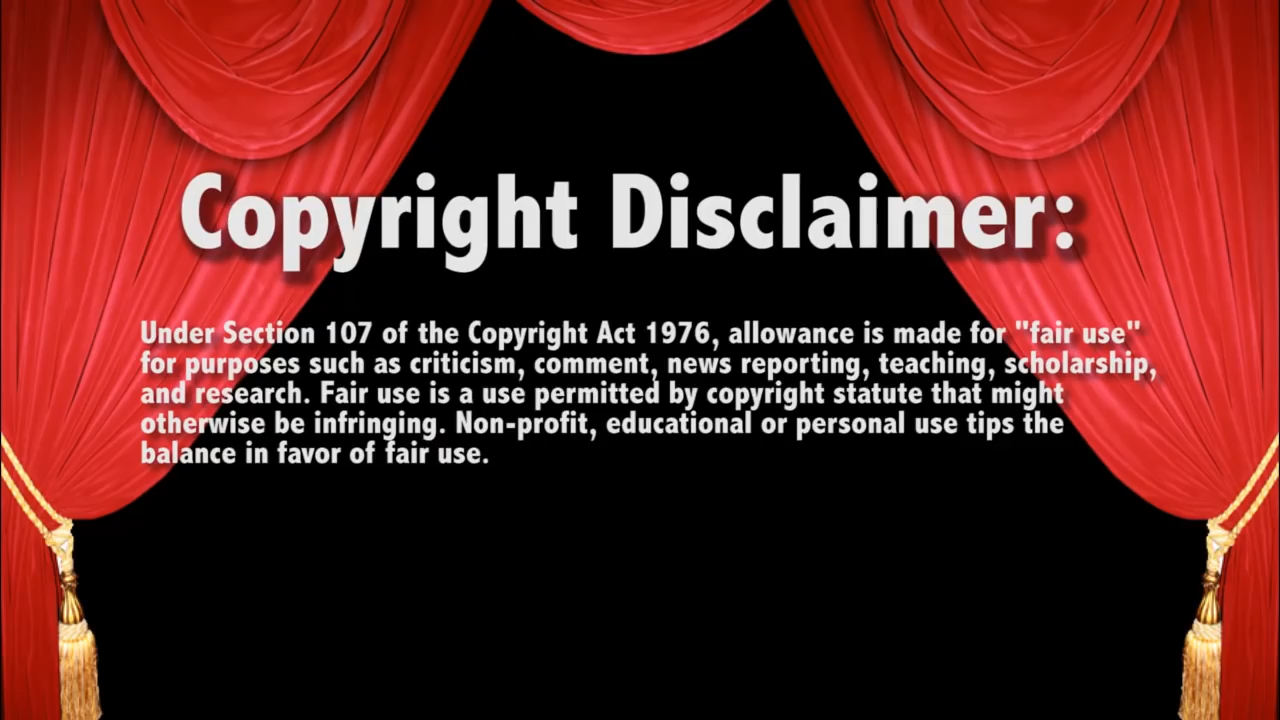 Copyright Disclaimer:
Under Section 107 of the Copyright Act 1976, allowance is made for "fair use"
for purposes such as criticism, comment, news reporting, teaching, scholarship,
and research. Fair use is a use permitted by copyright statute that might
otherwise be infringing. Non-profit, educational or personal use tips the
balance in favor of fair use.